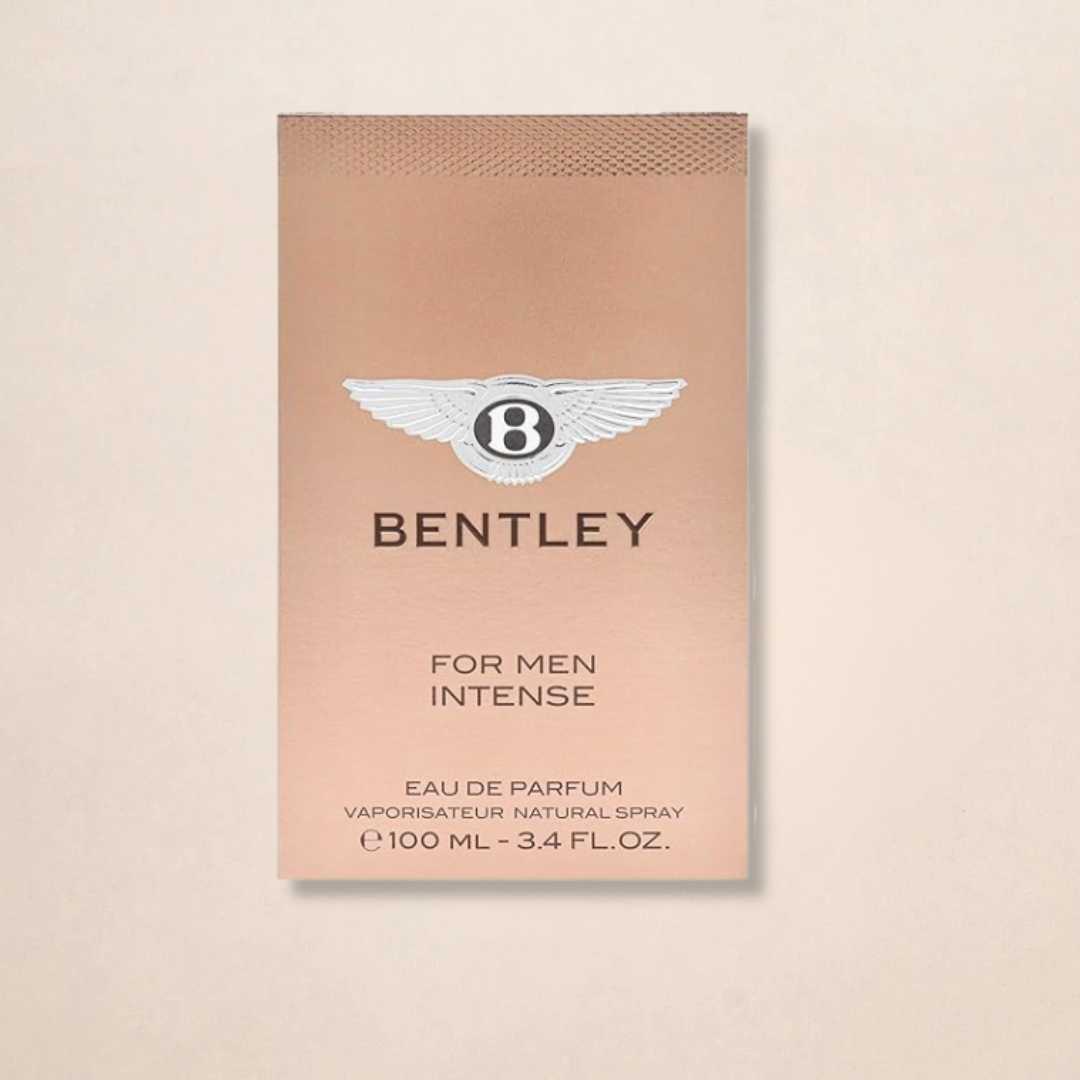 B
BENTLEY
FOR MEN
INTENSE
EAU DE PARFUM
VAPORISATEUR NATURAL SPRAY
℮100 ML - 3.4 FL.OZ.